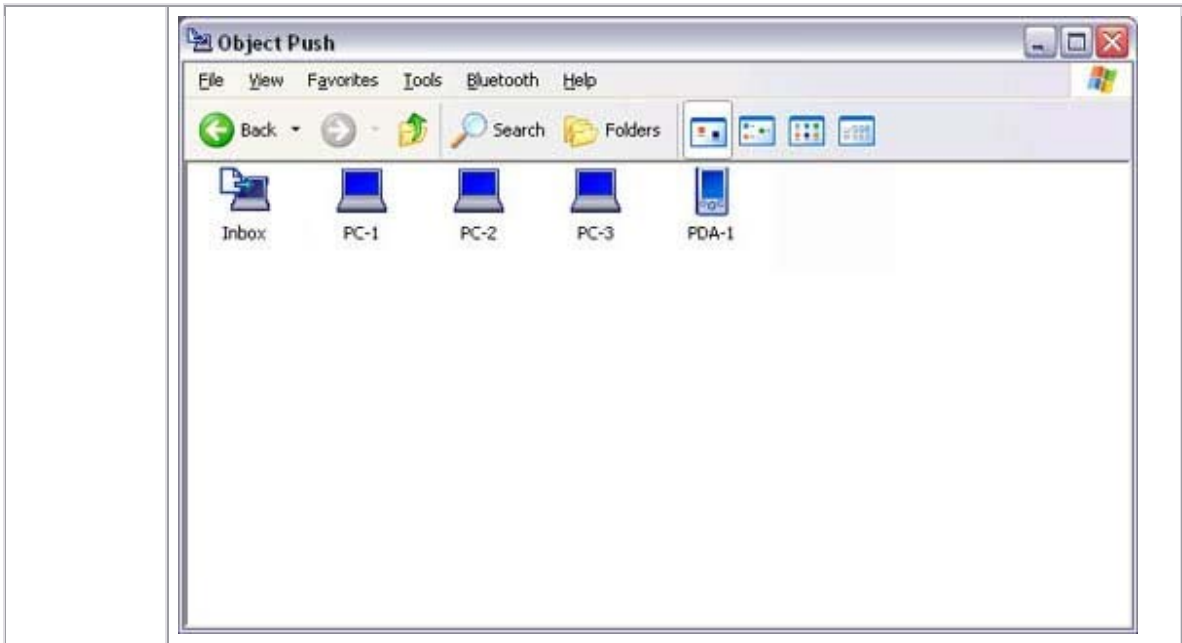 Object Push
File View Favorites Tools Bluetooth Help
Back Search Folders
Inbox PC-1 PC-2 PC-3 PDA-1